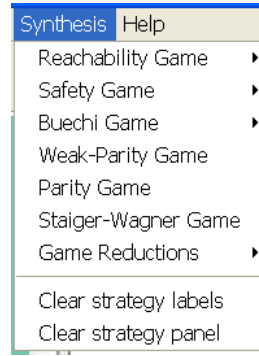 Synthesis Help
Reachability Game
Safety Game
Buechi Game
Weak-Parity Game
Parity Game
Staiger-Wagner Game
Game Reductions
Clear strategy labels
Clear strategy panel